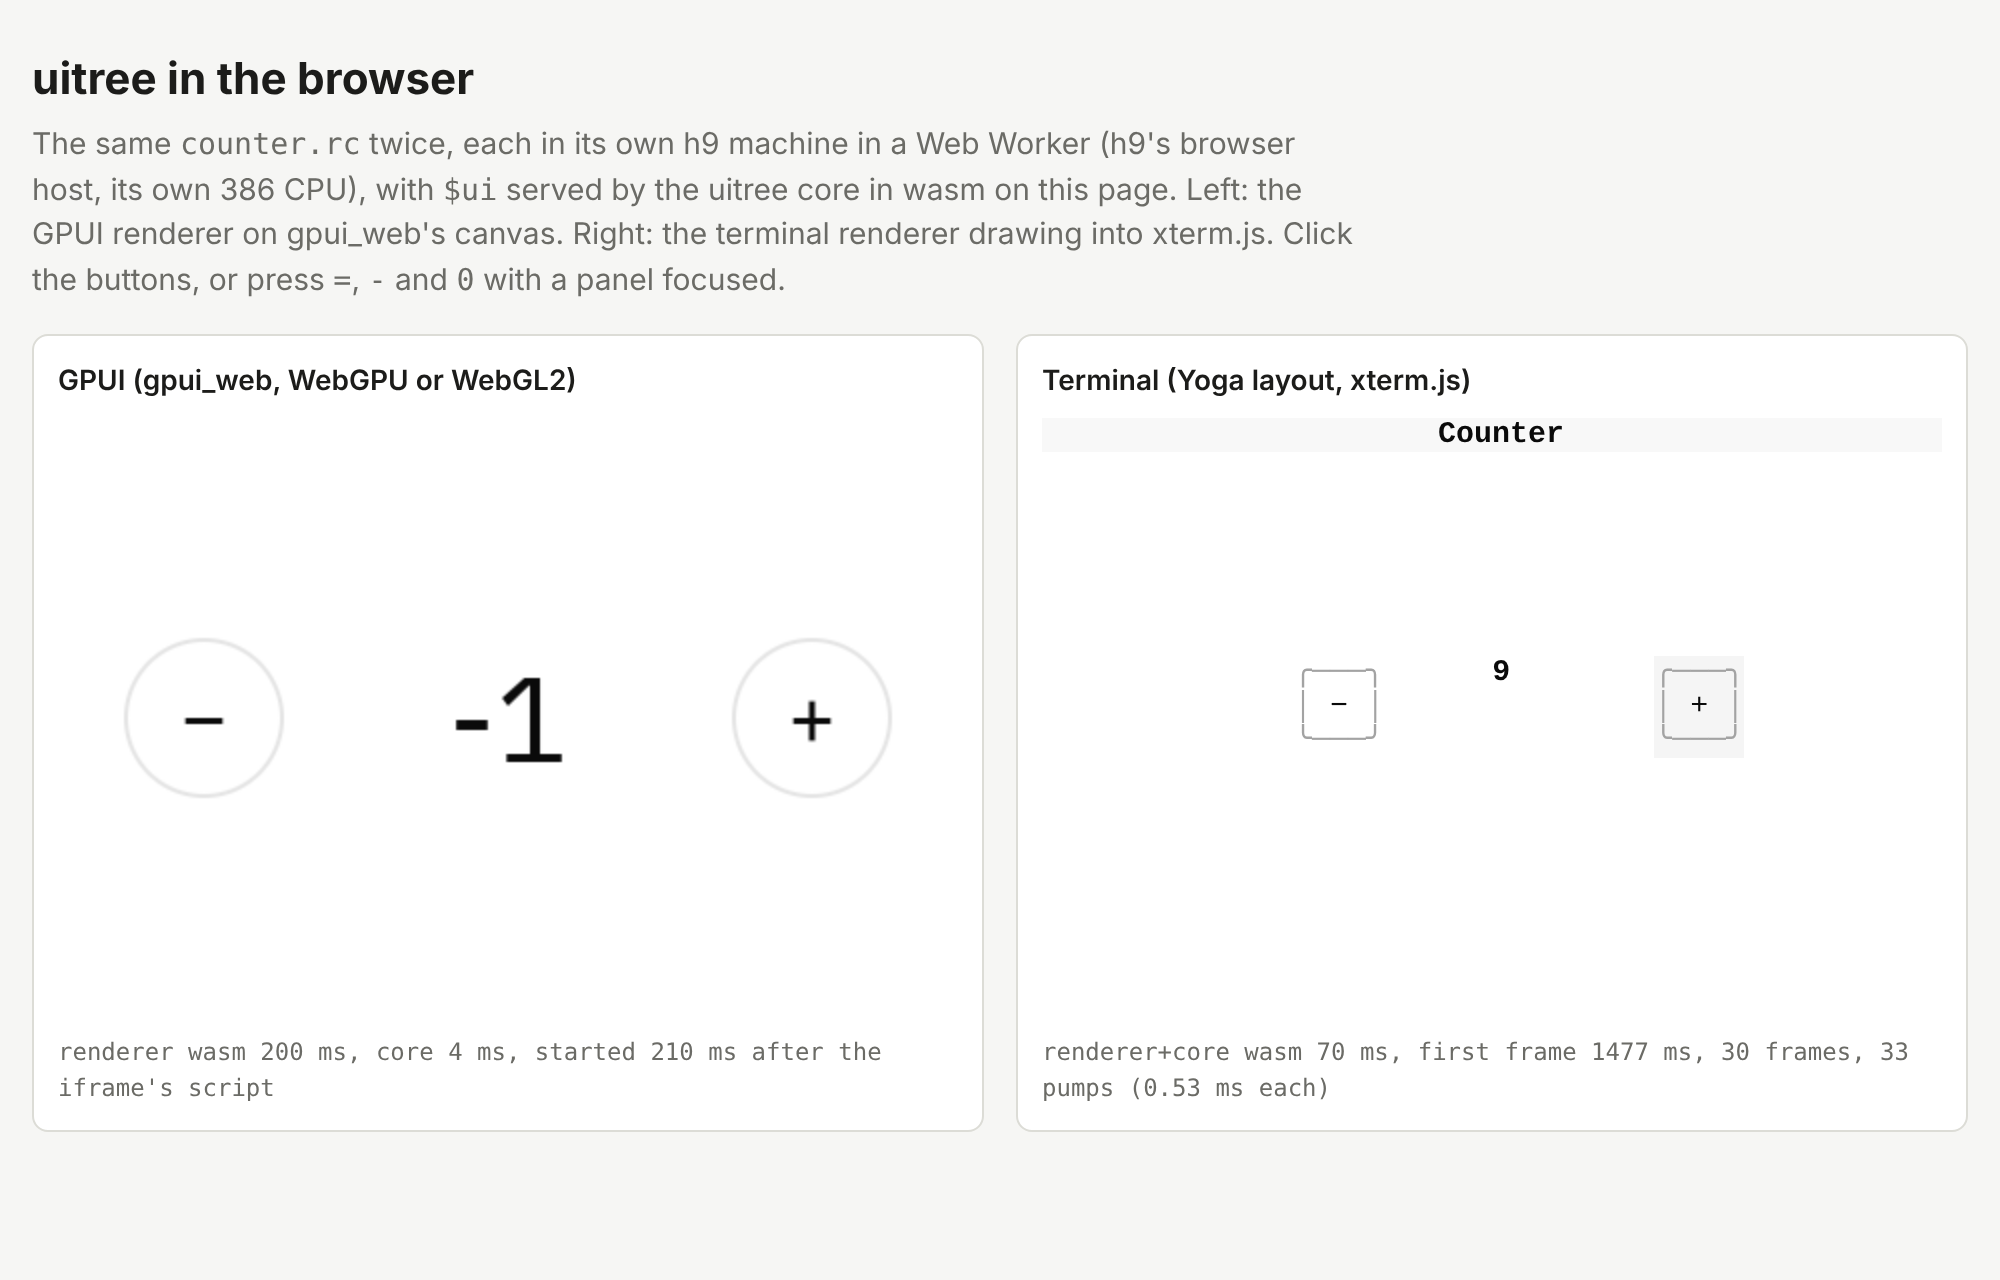 uitree in the browser
The same counter.rc twice, each in its own h9 machine in a Web Worker (h9's browser
host, its own 386 CPU), with $ui served by the uitree core in wasm on this page. Left: the
GPUI renderer on gpui_web's canvas. Right: the terminal renderer drawing into xterm.js. Click
the buttons, or press =, - and 0 with a panel focused.
GPUI (gpui_web, WebGPU or WebGL2)
− -1 +
renderer wasm 200 ms, core 4 ms, started 210 ms after the
iframe's script
Terminal (Yoga layout, xterm.js)
Counter
− 9 +
renderer+core wasm 70 ms, first frame 1477 ms, 30 frames, 33
pumps (0.53 ms each)